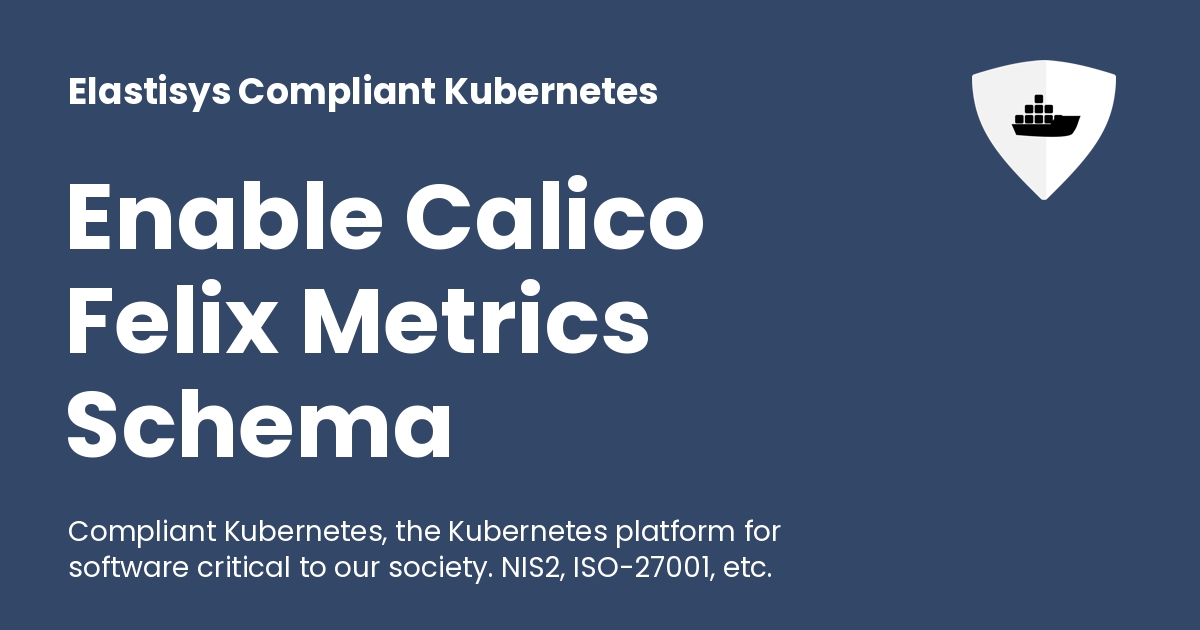 Elastisys Compliant Kubernetes
Enable Calico
Felix Metrics
Schema
Compliant Kubernetes, the Kubernetes platform for
software critical to our society. NIS2, ISO-27001, etc.